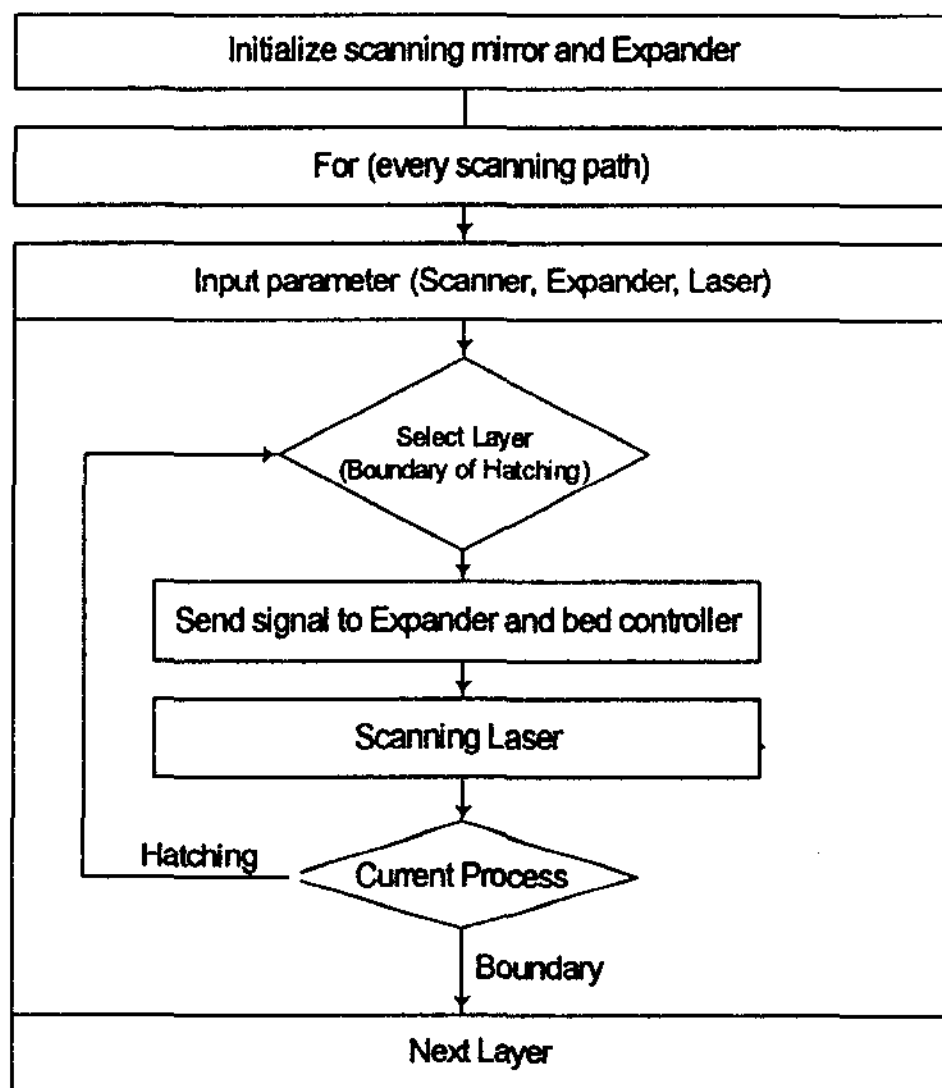 Initialize scanning mirror and Expander
For (every scanning path)
Input parameter (Scanner, Expander, Laser)
Select Layer
(Boundary of Hatching)
Send signal to Expander and bed controller
Scanning Laser
Current Process
Hatching
Boundary
Next Layer